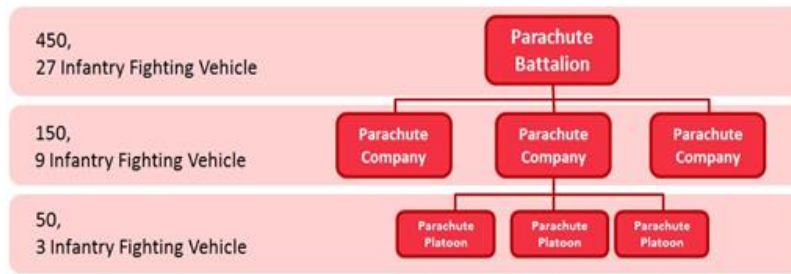 450,
27 Infantry Fighting Vehicle
Parachute
Battalion
150,
9 Infantry Fighting Vehicle
Parachute
Company
Parachute
Company
Parachute
Company
50,
3 Infantry Fighting Vehicle
Parachute
Platoon
Parachute
Platoon
Parachute
Platoon